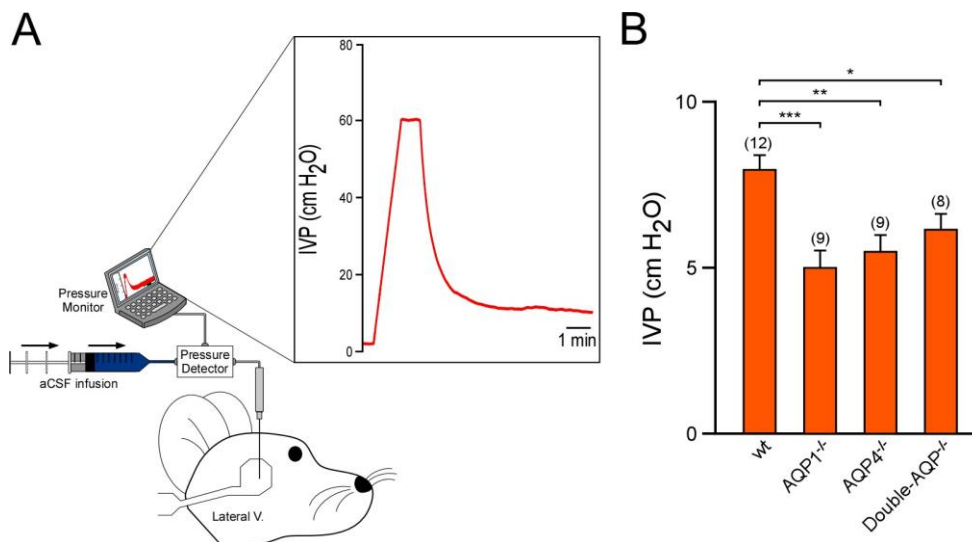 A
80
60
40
20
0
IVP (cm H₂O)
1 min
Pressure
Monitor
Pressure
Detector
aCSF infusion
Lateral V.
B
*
**
***
10
5
0
IVP (cm H₂O)
(12)
(9)
(9)
(8)
wt
AQP1⁻/⁻
AQP4⁻/⁻
Double-AQP⁻/⁻